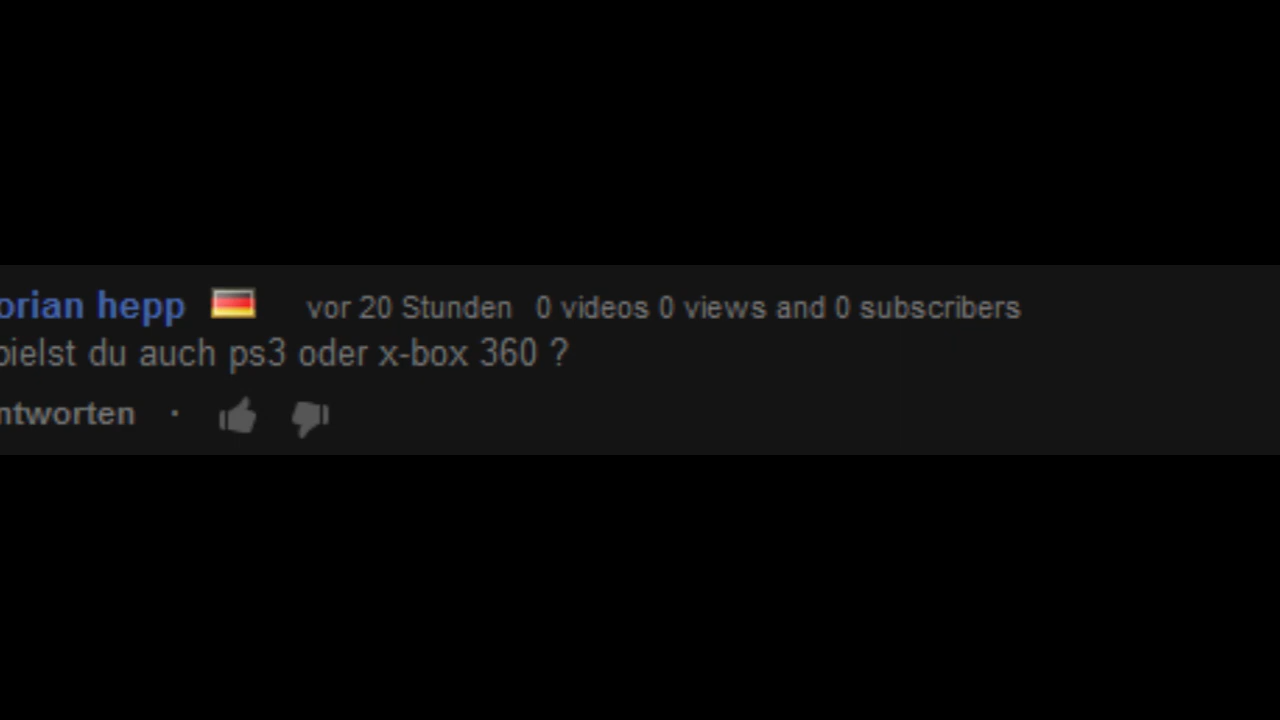 orian hepp vor 20 Stunden 0 videos 0 views and 0 subscribers
pielst du auch ps3 oder x-box 360 ?
ntworten ·